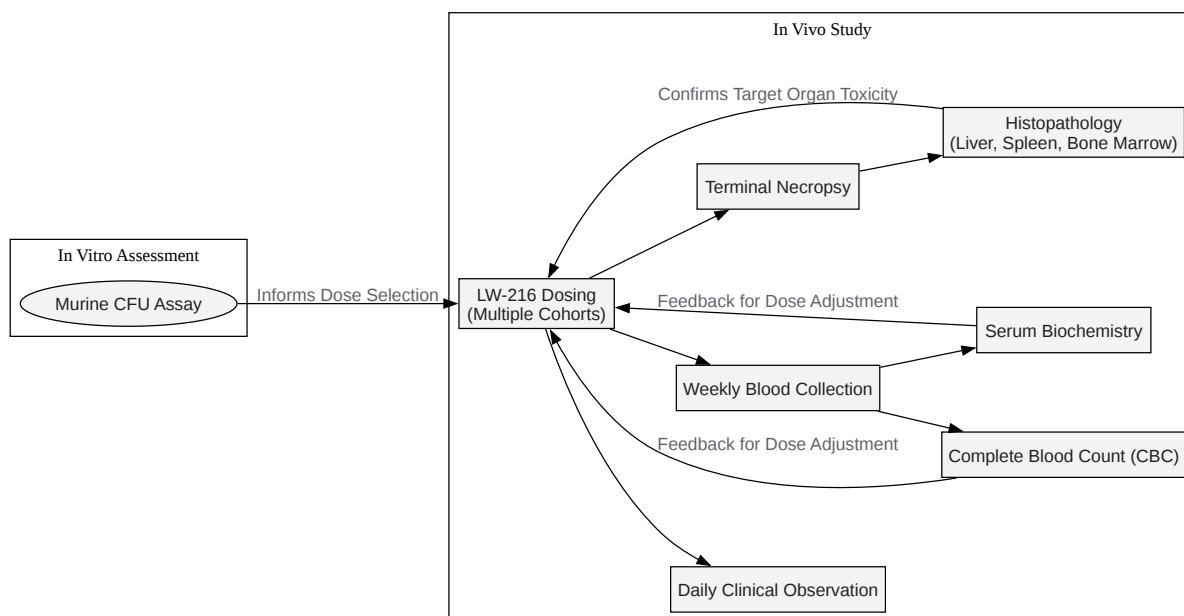 In Vivo Study
Confirms Target Organ Toxicity
Histopathology
(Liver, Spleen, Bone Marrow)
Terminal Necropsy
In Vitro Assessment
Murine CFU Assay
Informs Dose Selection
LW-216 Dosing
(Multiple Cohorts)
Feedback for Dose Adjustment
Serum Biochemistry
Weekly Blood Collection
Feedback for Dose Adjustment
Complete Blood Count (CBC)
Daily Clinical Observation